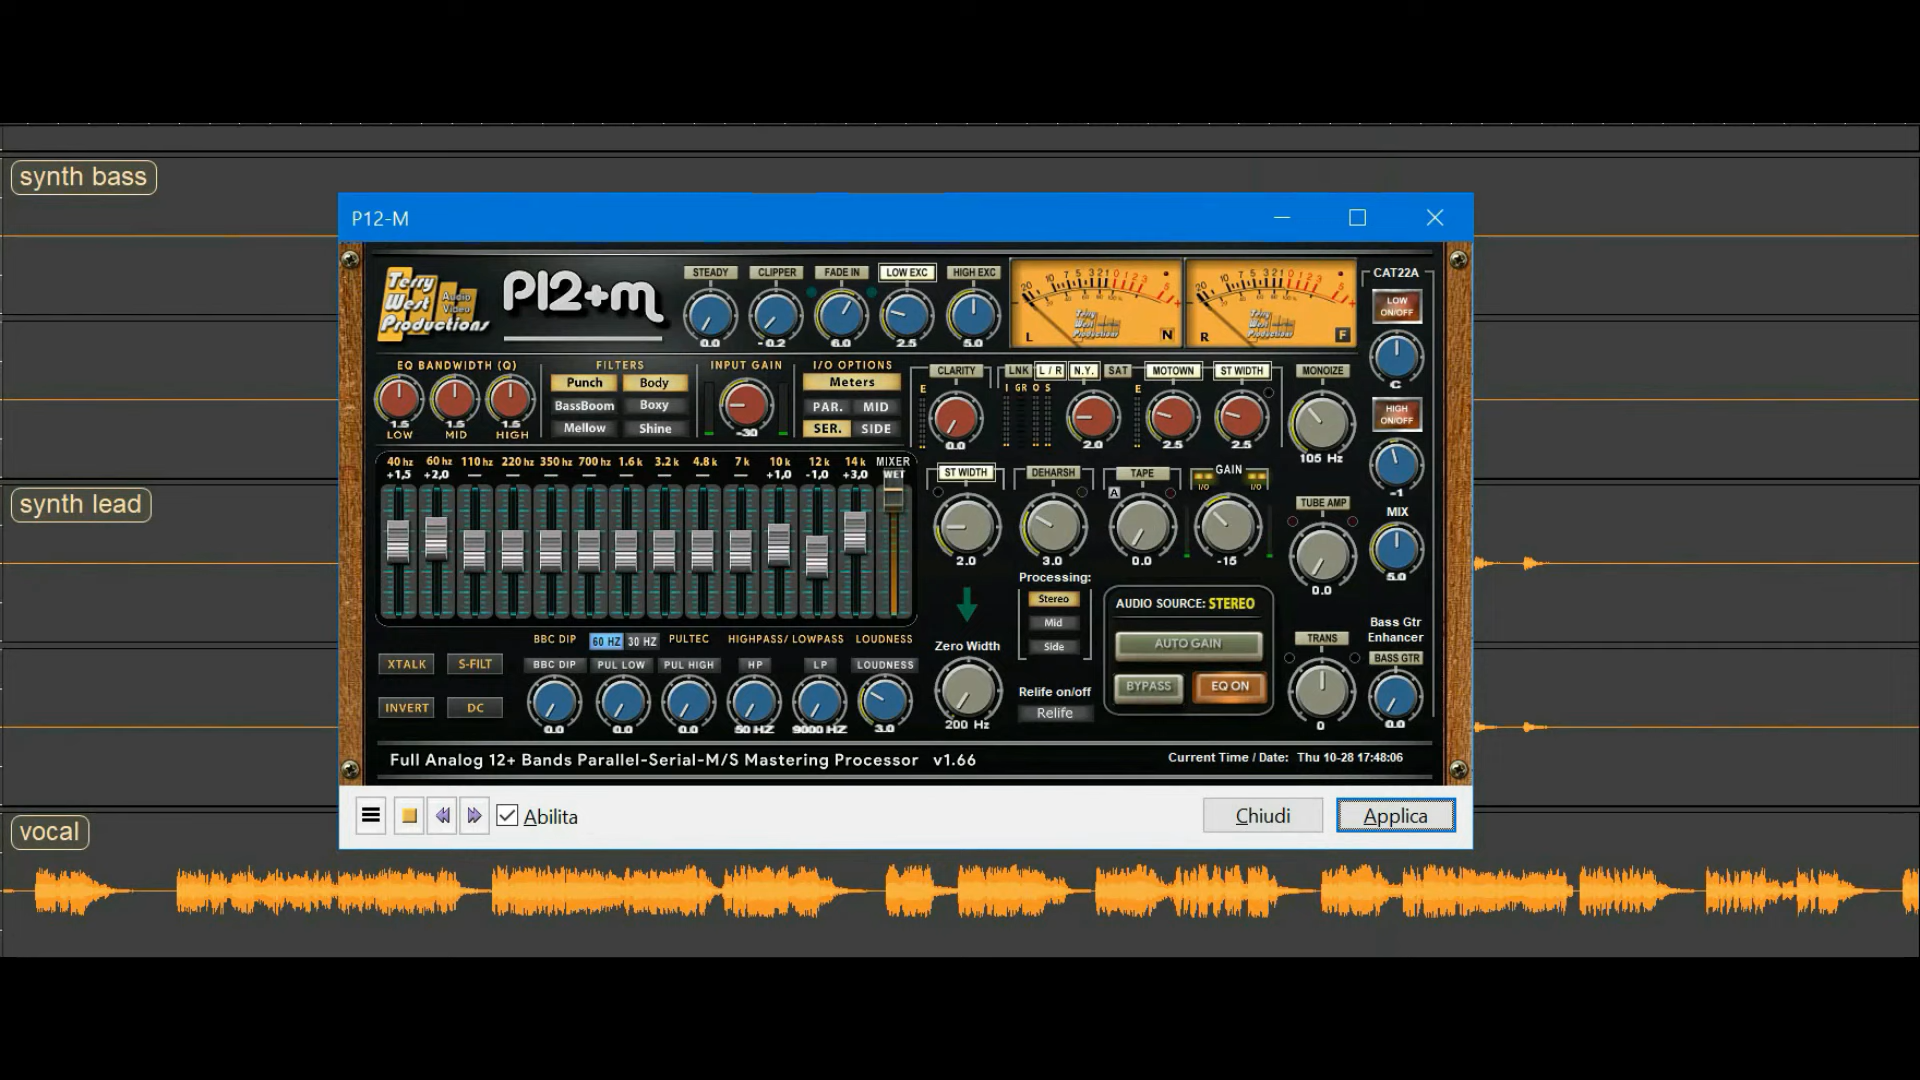 synth bass
P12-M
Terry West Productions Audio Video
P12+m
STEADY CLIPPER FADE IN LOW EXC HIGH EXC
0.0 -0.2 6.0 2.5 5.0
L N R F
CAT22A
LOW ON/OFF
C
HIGH ON/OFF
-1
MIX
5.0
EQ BANDWIDTH (Q)
1.5 1.5 1.5
LOW MID HIGH
FILTERS
Punch Body
BassBoom Boxy
Mellow Shine
INPUT GAIN
-30
I/O OPTIONS
Meters
PAR. MID
SER. SIDE
CLARITY LNK L / R N.Y. SAT MOTOWN ST WIDTH MONOIZE
E I GR O S E
0.0 2.0 2.5 2.5 105 Hz
40 hz 60 hz 110 hz 220 hz 350 hz 700 hz 1.6 k 3.2 k 4.8 k 7 k 10 k 12 k 14 k MIXER
+1,5 +2,0 +1,0 -1,0 +3,0 WET
ST WIDTH DEHARSH TAPE GAIN
A I/O I/O
2.0 3.0 0.0 -15
TUBE AMP
0.0
Processing:
Stereo
Mid
Side
AUDIO SOURCE: STEREO
AUTO GAIN
BYPASS EQ ON
Zero Width
200 Hz
Relife on/off
Relife
TRANS
0
Bass Gtr
Enhancer
BASS GTR
0.0
BBC DIP 60 HZ 30 HZ PULTEC HIGHPASS/ LOWPASS LOUDNESS
XTALK S-FILT BBC DIP PUL LOW PUL HIGH HP LP LOUDNESS
INVERT DC
0.0 0.0 0.0 50 HZ 9000 HZ 3.0
Full Analog 12+ Bands Parallel-Serial-M/S Mastering Processor v1.66
Current Time / Date: Thu 10-28 17:48:06
Abilita
Chiudi Applica
synth lead
vocal